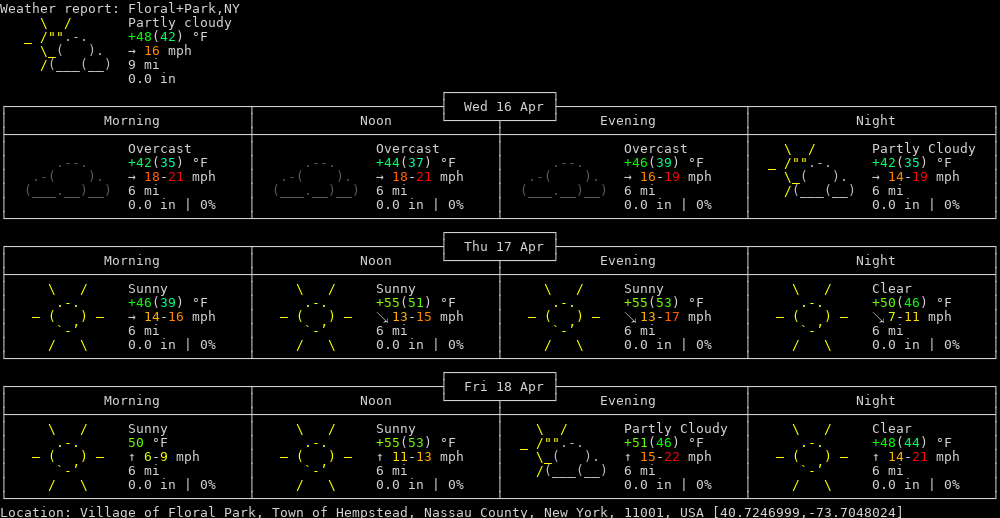 Weather report: Floral+Park,NY
Partly cloudy
+48(42) °F
→ 16 mph
9 mi
0.0 in
Wed 16 Apr
Morning Noon Evening Night
Overcast Overcast Overcast Partly Cloudy
+42(35) °F +44(37) °F +46(39) °F +42(35) °F
→ 18-21 mph → 18-21 mph → 16-19 mph → 14-19 mph
6 mi 6 mi 6 mi 6 mi
0.0 in | 0% 0.0 in | 0% 0.0 in | 0% 0.0 in | 0%
Thu 17 Apr
Morning Noon Evening Night
Sunny Sunny Sunny Clear
+46(39) °F +55(51) °F +55(53) °F +50(46) °F
→ 14-16 mph ↘ 13-15 mph ↘ 13-17 mph ↘ 7-11 mph
6 mi 6 mi 6 mi 6 mi
0.0 in | 0% 0.0 in | 0% 0.0 in | 0% 0.0 in | 0%
Fri 18 Apr
Morning Noon Evening Night
Sunny Sunny Partly Cloudy Clear
50 °F +55(53) °F +51(46) °F +48(44) °F
↑ 6-9 mph ↑ 11-13 mph ↑ 15-22 mph ↑ 14-21 mph
6 mi 6 mi 6 mi 6 mi
0.0 in | 0% 0.0 in | 0% 0.0 in | 0% 0.0 in | 0%
Location: Village of Floral Park, Town of Hempstead, Nassau County, New York, 11001, USA [40.7246999,-73.7048024]